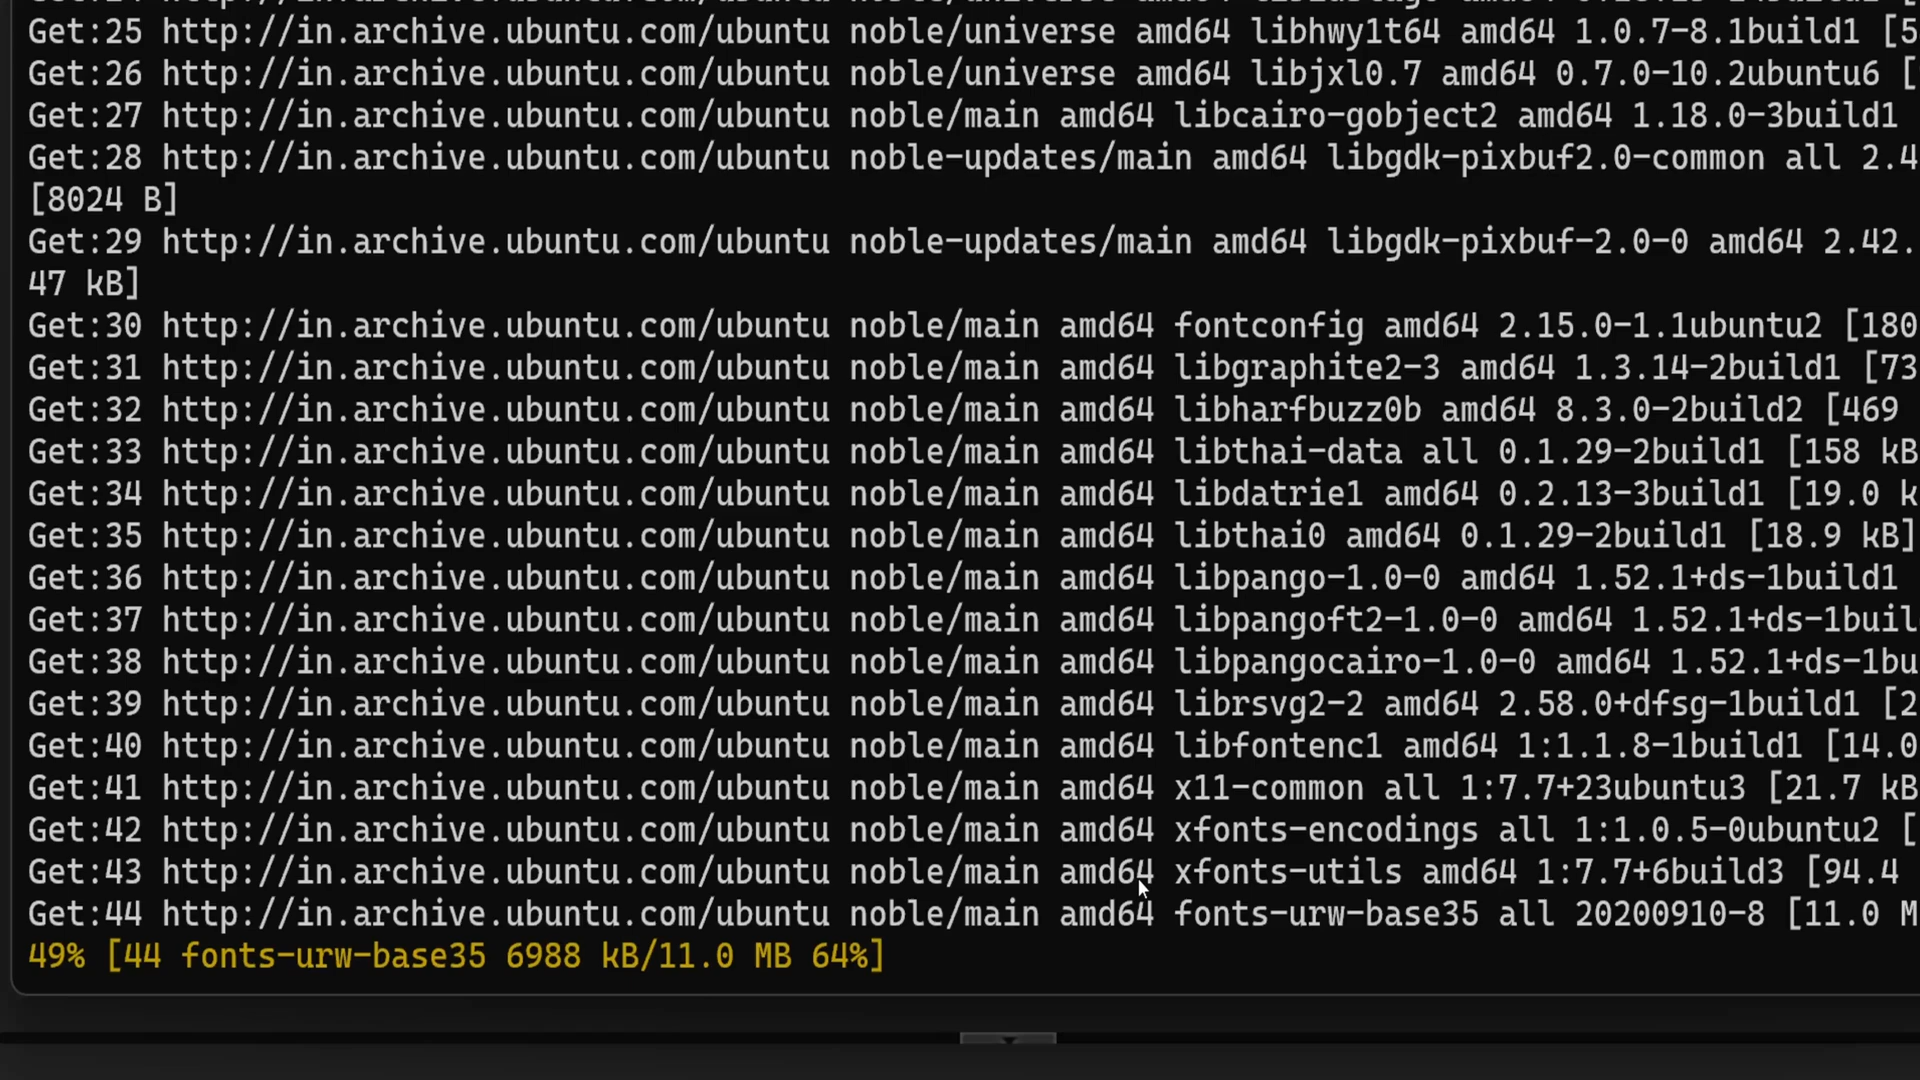 Get:25 http://in.archive.ubuntu.com/ubuntu noble/universe amd64 libhwy1t64 amd64 1.0.7-8.1build1 [5
Get:26 http://in.archive.ubuntu.com/ubuntu noble/universe amd64 libjxl0.7 amd64 0.7.0-10.2ubuntu6 [
Get:27 http://in.archive.ubuntu.com/ubuntu noble/main amd64 libcairo-gobject2 amd64 1.18.0-3build1
Get:28 http://in.archive.ubuntu.com/ubuntu noble-updates/main amd64 libgdk-pixbuf2.0-common all 2.4
[8024 B]
Get:29 http://in.archive.ubuntu.com/ubuntu noble-updates/main amd64 libgdk-pixbuf-2.0-0 amd64 2.42.
47 kB]
Get:30 http://in.archive.ubuntu.com/ubuntu noble/main amd64 fontconfig amd64 2.15.0-1.1ubuntu2 [180
Get:31 http://in.archive.ubuntu.com/ubuntu noble/main amd64 libgraphite2-3 amd64 1.3.14-2build1 [73
Get:32 http://in.archive.ubuntu.com/ubuntu noble/main amd64 libharfbuzz0b amd64 8.3.0-2build2 [469
Get:33 http://in.archive.ubuntu.com/ubuntu noble/main amd64 libthai-data all 0.1.29-2build1 [158 kB
Get:34 http://in.archive.ubuntu.com/ubuntu noble/main amd64 libdatrie1 amd64 0.2.13-3build1 [19.0 k
Get:35 http://in.archive.ubuntu.com/ubuntu noble/main amd64 libthai0 amd64 0.1.29-2build1 [18.9 kB]
Get:36 http://in.archive.ubuntu.com/ubuntu noble/main amd64 libpango-1.0-0 amd64 1.52.1+ds-1build1
Get:37 http://in.archive.ubuntu.com/ubuntu noble/main amd64 libpangoft2-1.0-0 amd64 1.52.1+ds-1buil
Get:38 http://in.archive.ubuntu.com/ubuntu noble/main amd64 libpangocairo-1.0-0 amd64 1.52.1+ds-1bu
Get:39 http://in.archive.ubuntu.com/ubuntu noble/main amd64 librsvg2-2 amd64 2.58.0+dfsg-1build1 [2
Get:40 http://in.archive.ubuntu.com/ubuntu noble/main amd64 libfontenc1 amd64 1:1.1.8-1build1 [14.0
Get:41 http://in.archive.ubuntu.com/ubuntu noble/main amd64 x11-common all 1:7.7+23ubuntu3 [21.7 kB
Get:42 http://in.archive.ubuntu.com/ubuntu noble/main amd64 xfonts-encodings all 1:1.0.5-0ubuntu2 [
Get:43 http://in.archive.ubuntu.com/ubuntu noble/main amd64 xfonts-utils amd64 1:7.7+6build3 [94.4
Get:44 http://in.archive.ubuntu.com/ubuntu noble/main amd64 fonts-urw-base35 all 20200910-8 [11.0 M
49% [44 fonts-urw-base35 6988 kB/11.0 MB 64%]